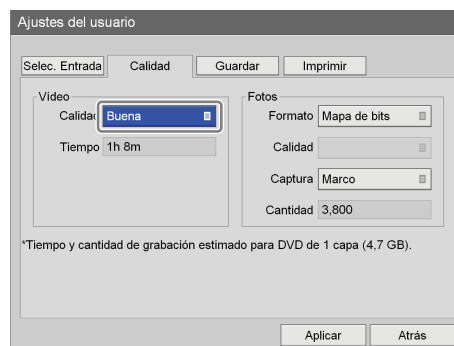 Ajustes del usuario
Selec. Entrada Calidad Guardar Imprimir
Vídeo Fotos
Calidad Buena Formato Mapa de bits
Tiempo 1h 8m Calidad
Captura Marco
Cantidad 3,800
*Tiempo y cantidad de grabación estimado para DVD de 1 capa (4,7 GB).
Aplicar Atrás